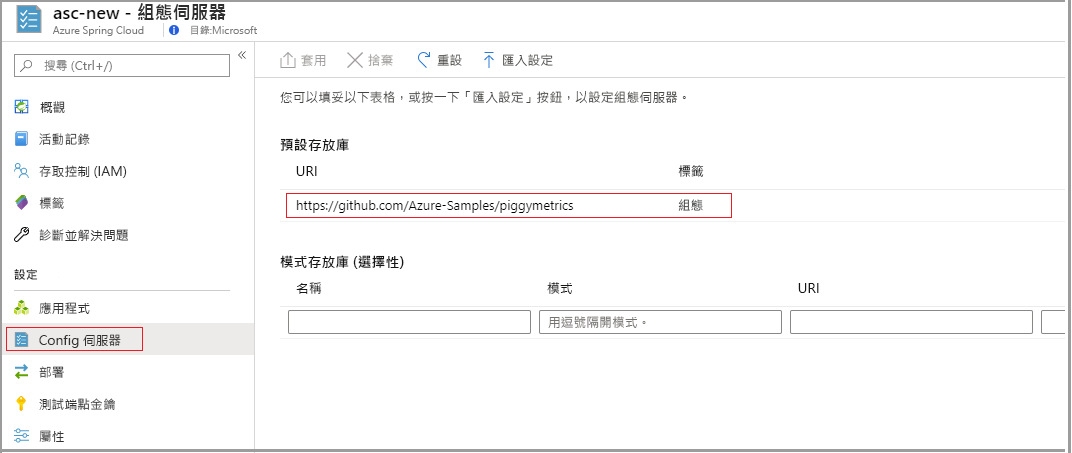 asc-new - 組態伺服器
Azure Spring Cloud
目錄:Microsoft
搜尋 (Ctrl+/)
概觀
活動記錄
存取控制 (IAM)
標籤
診斷並解決問題
設定
應用程式
Config 伺服器
部署
測試端點金鑰
屬性
套用 捨棄 重設 匯入設定
您可以填妥以下表格，或按一下「匯入設定」按鈕，以設定組態伺服器。
預設存放庫
URI 標籤
https://github.com/Azure-Samples/piggymetrics 組態
模式存放庫 (選擇性)
名稱 模式 URI
用逗號隔開模式。